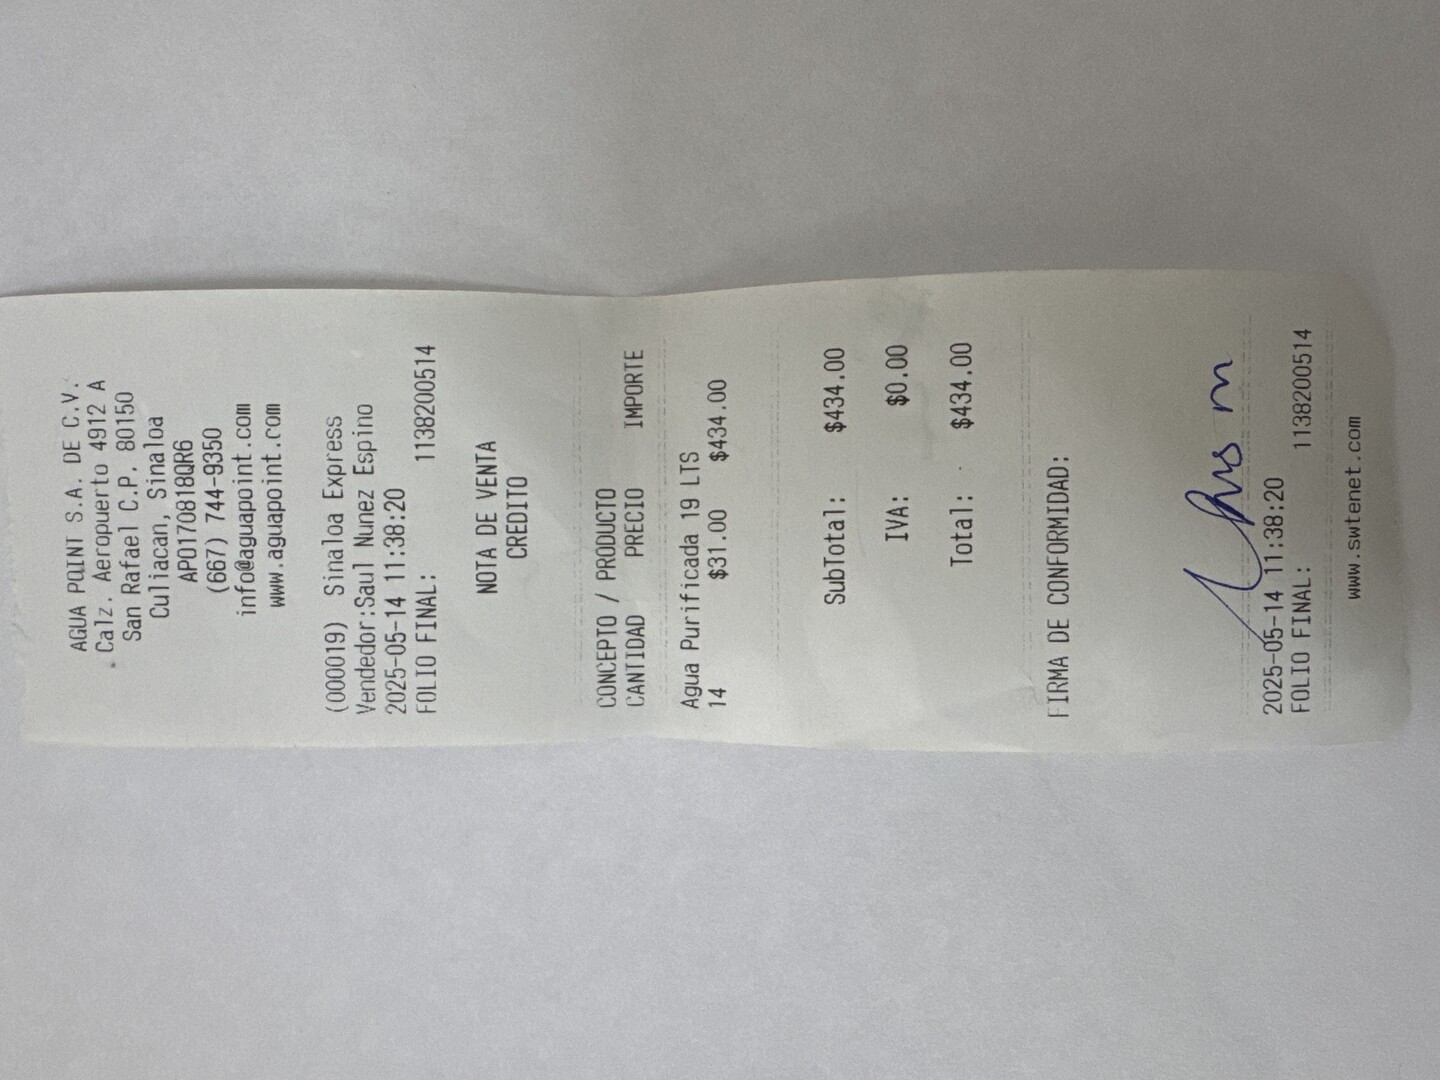 AGUA POINT S.A. DE C.V.
Calz. Aeropuerto 4912 A
San Rafael C.P. 80150
Culiacan, Sinaloa
APO170818QR6
(667) 744-9350
info@aguapoint.com
www.aguapoint.com
(000019) Sinaloa Express
Vendedor:Saul Nunez Espino
2025-05-14 11:38:20
FOLIO FINAL: 1138200514
NOTA DE VENTA
CREDITO
CONCEPTO / PRODUCTO
CANTIDAD PRECIO IMPORTE
Agua Purificada 19 LTS
14 $31.00 $434.00
SubTotal: $434.00
IVA: $0.00
Total: $434.00
FIRMA DE CONFORMIDAD:
2025-05-14 11:38:20
FOLIO FINAL: 1138200514
www.swtenet.com